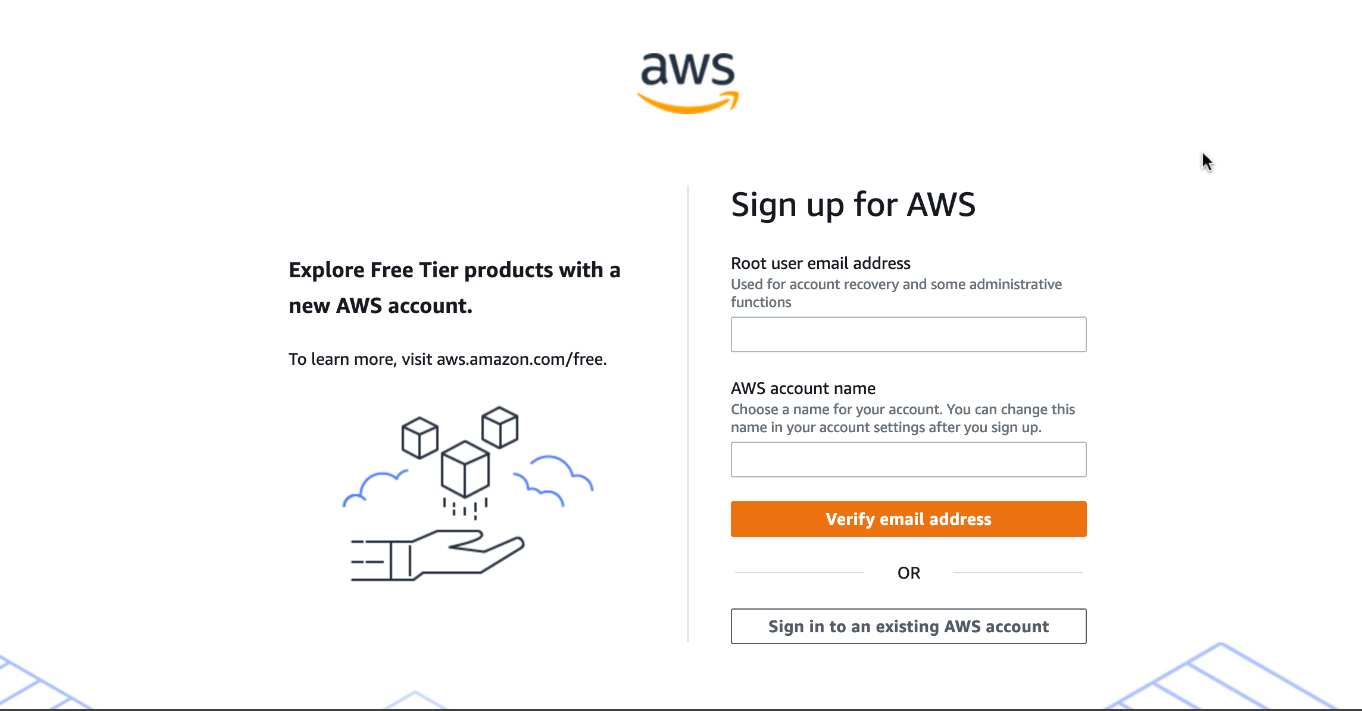 aws
Explore Free Tier products with a
new AWS account.
To learn more, visit aws.amazon.com/free.
Sign up for AWS
Root user email address
Used for account recovery and some administrative
functions
AWS account name
Choose a name for your account. You can change this
name in your account settings after you sign up.
Verify email address
OR
Sign in to an existing AWS account